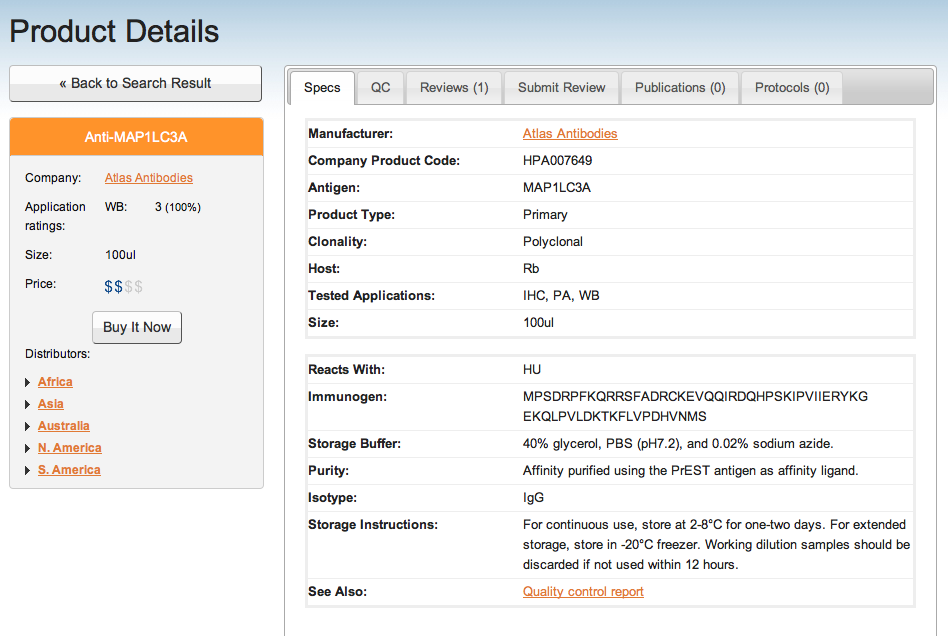 Product Details
« Back to Search Result
Anti-MAP1LC3A
Company: Atlas Antibodies
Application ratings: WB: 3 (100%)
Size: 100ul
Price: $$$$
Buy It Now
Distributors:
Africa
Asia
Australia
N. America
S. America
Specs QC Reviews (1) Submit Review Publications (0) Protocols (0)
Manufacturer: Atlas Antibodies
Company Product Code: HPA007649
Antigen: MAP1LC3A
Product Type: Primary
Clonality: Polyclonal
Host: Rb
Tested Applications: IHC, PA, WB
Size: 100ul
Reacts With: HU
Immunogen: MPSDRPFKQRRSFADRCKEVQQIRDQHPSKIPVIIERYKG
EKQLPVLDKTKFLVPDHVNMS
Storage Buffer: 40% glycerol, PBS (pH7.2), and 0.02% sodium azide.
Purity: Affinity purified using the PrEST antigen as affinity ligand.
Isotype: IgG
Storage Instructions: For continuous use, store at 2-8°C for one-two days. For extended
storage, store in -20°C freezer. Working dilution samples should be
discarded if not used within 12 hours.
See Also: Quality control report